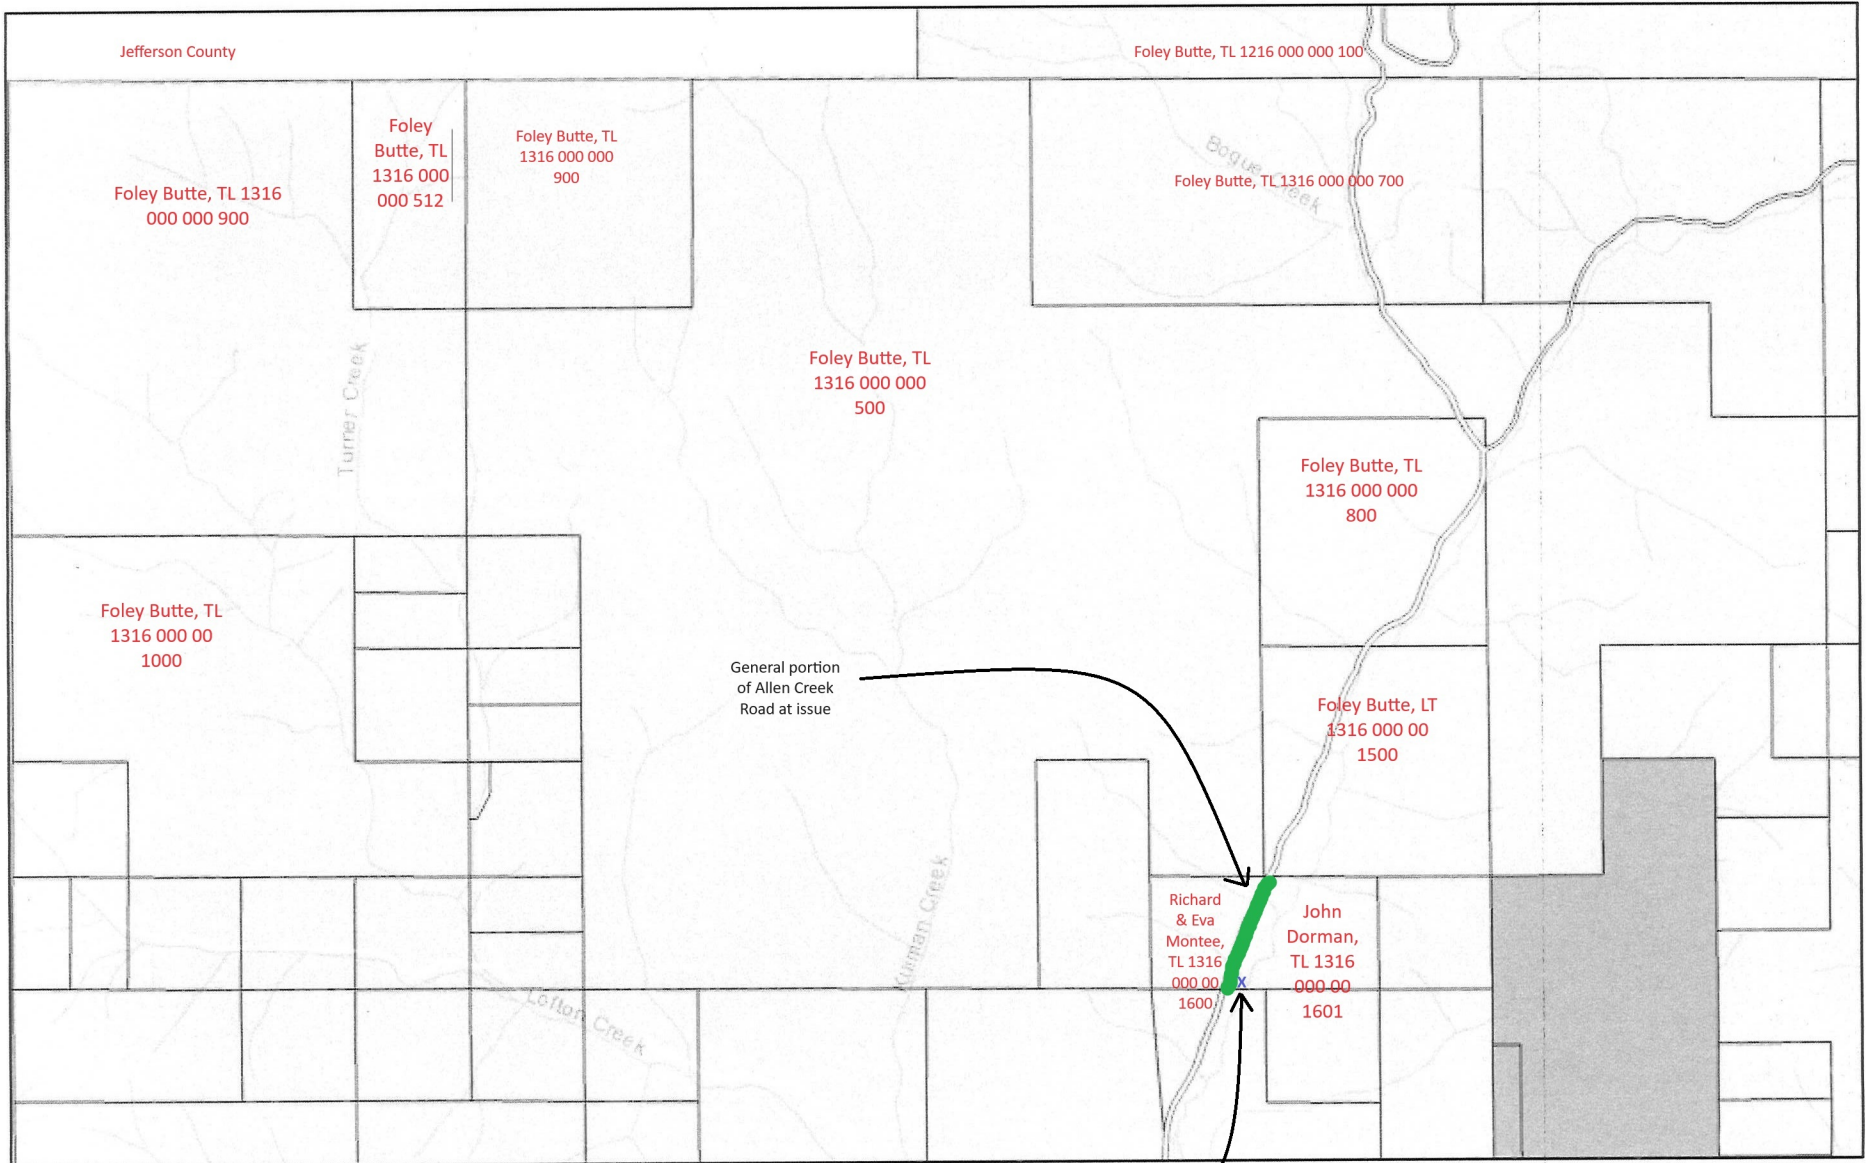 Jefferson County
Foley Butte, TL 1216 000 000 100
Foley
Butte, TL
1316 000
000 512
Foley Butte, TL
1316 000 000
900
Foley Butte, TL 1316
000 000 900
Bogue Creek
Foley Butte, TL 1316 000 000 700
Turner Creek
Foley Butte, TL
1316 000 000
500
Foley Butte, TL
1316 000 000
800
Foley Butte, TL
1316 000 00
1000
General portion
of Allen Creek
Road at issue
Foley Butte, LT
1316 000 00
1500
Richard
& Eva
Montee,
TL 1316
000 00
1600
X
John
Dorman,
TL 1316
000 00
1601
Creek
Lofton Creek